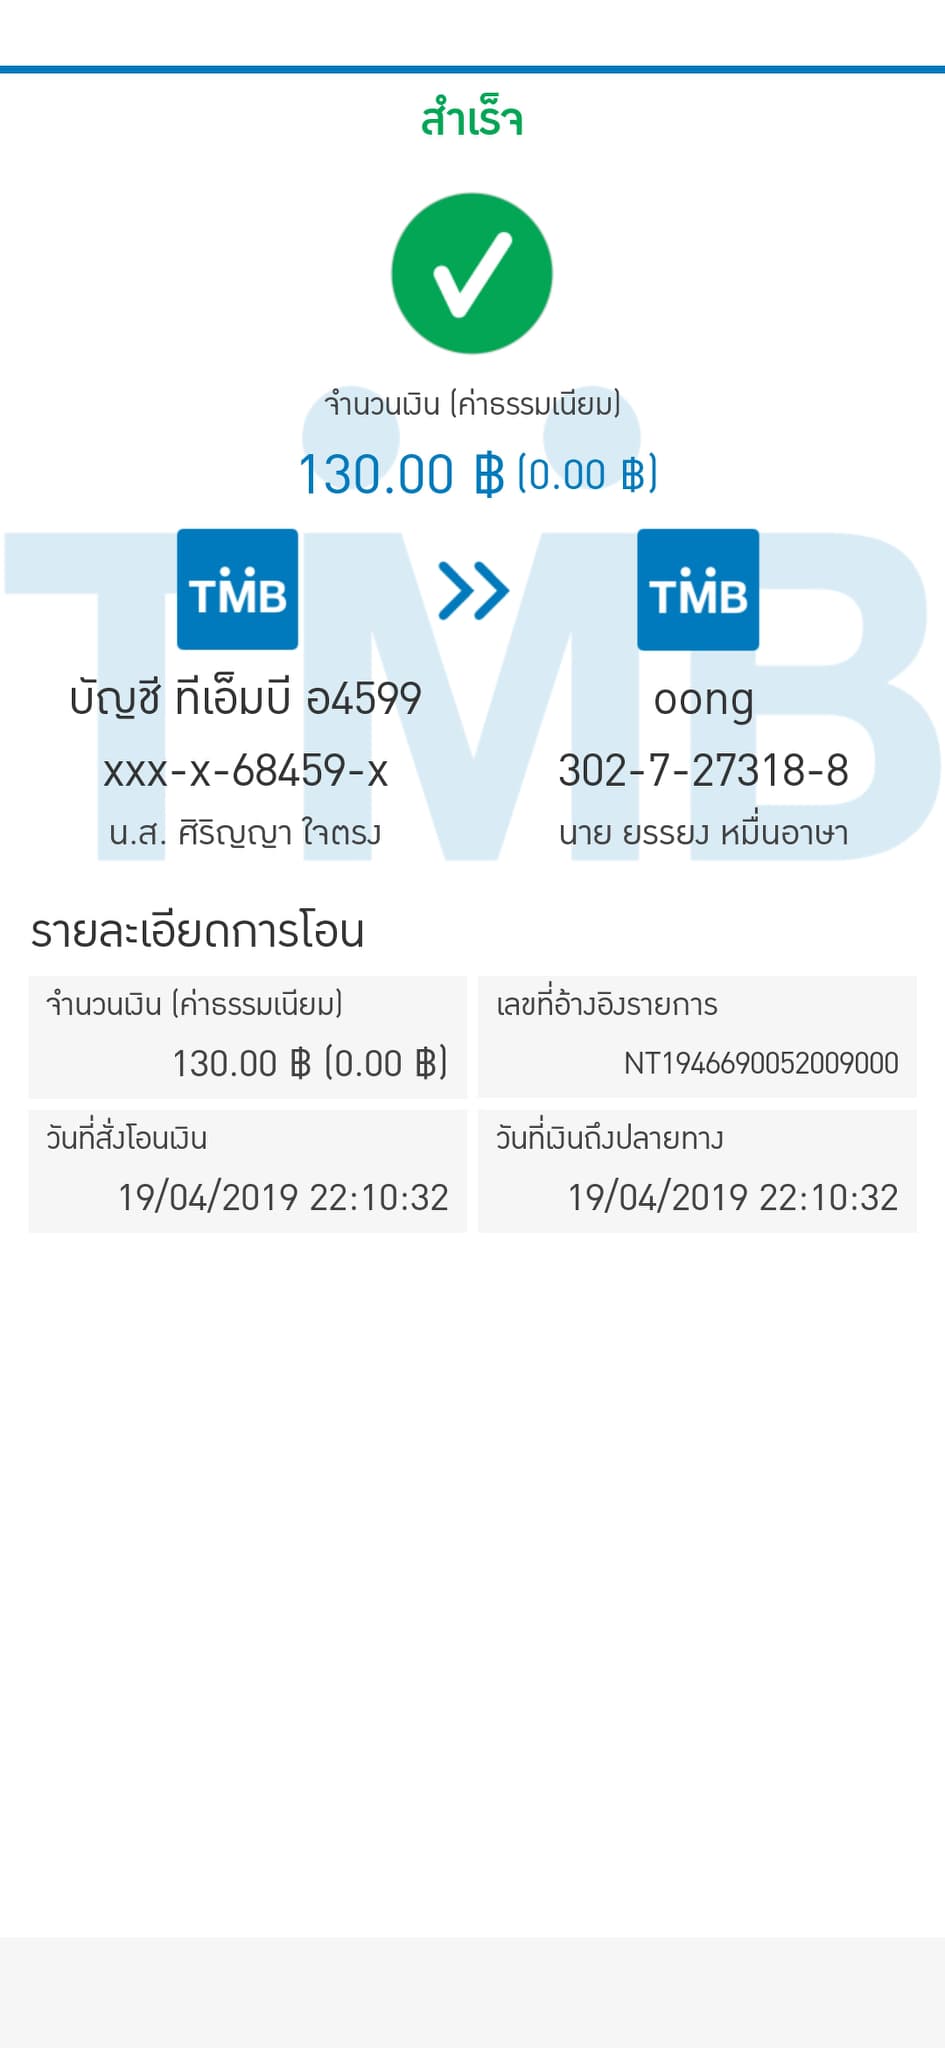 สำเร็จ
จำนวนเงิน (ค่าธรรมเนียม)
130.00 ฿ (0.00 ฿)
TMB
TMB TMB
บัญชี ทีเอ็มบี อ4599 oong
xxx-x-68459-x 302-7-27318-8
น.ส. ศิริญญา ใจตรง นาย ยรรยง หมื่นอาษา
รายละเอียดการโอน
จำนวนเงิน (ค่าธรรมเนียม) เลขที่อ้างอิงรายการ
130.00 ฿ (0.00 ฿) NT1946690052009000
วันที่สั่งโอนเงิน วันที่เงินถึงปลายทาง
19/04/2019 22:10:32 19/04/2019 22:10:32